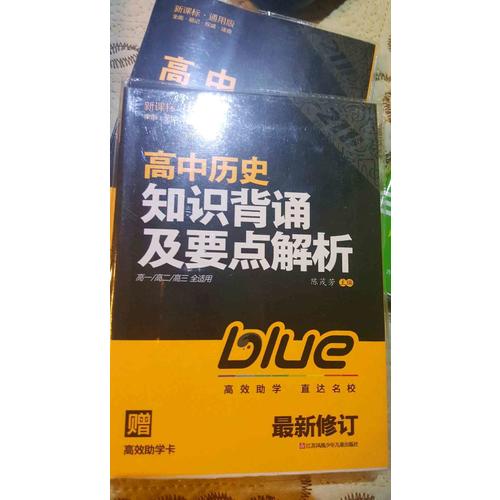 新课标·通用版
高中
新课标
高中历史
知识背诵
及要点解析
高一/高二/高三 全适用
陈茂芳 主编
blue
高效助学 直达名校
赠
高效助学卡
最新修订
江苏凤凰少年儿童出版社